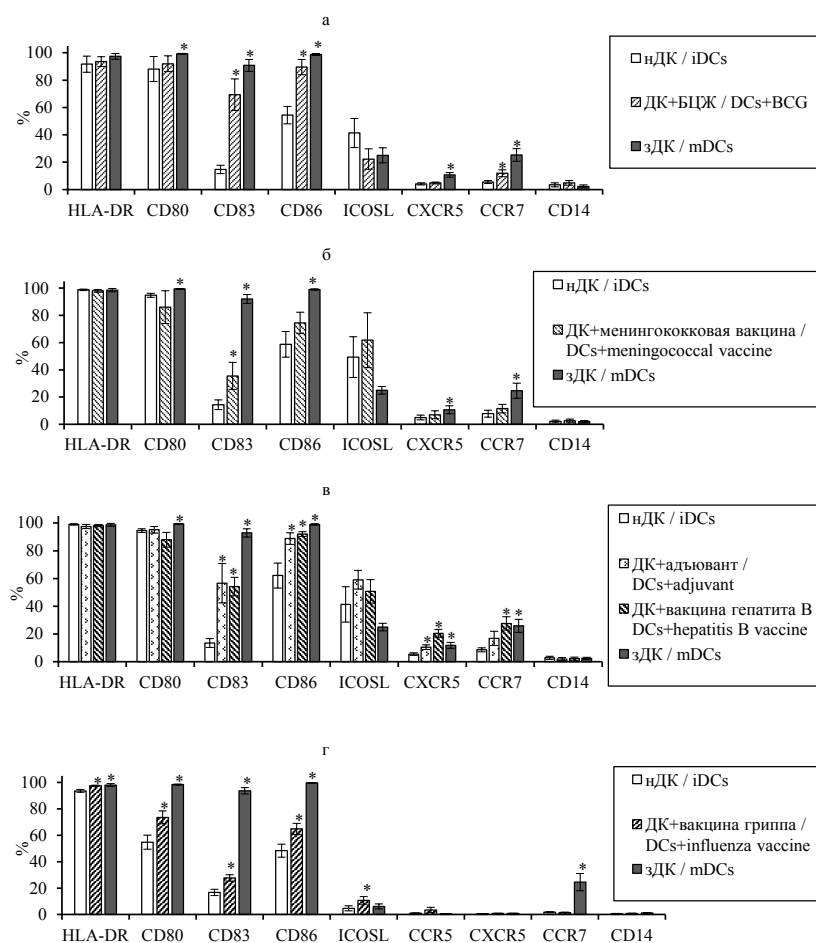 а
100
80
60
40
20
0
%
* * * * * * * * *
HLA-DR CD80 CD83 CD86 ICOSL CXCR5 CCR7 CD14
нДК / iDCs
ДК+БЦЖ / DCs+BCG
зДК / mDCs
б
100
80
60
40
20
0
%
* * * * * *
HLA-DR CD80 CD83 CD86 ICOSL CXCR5 CCR7 CD14
нДК / iDCs
ДК+менингококковая вакцина /
DCs+meningococcal vaccine
зДК / mDCs
в
100
80
60
40
20
0
%
* * * * * * * * * * * *
HLA-DR CD80 CD83 CD86 ICOSL CXCR5 CCR7 CD14
нДК / iDCs
ДК+адъювант /
DCs+adjuvant
ДК+вакцина гепатита В
DCs+hepatitis B vaccine
зДК / mDCs
г
100
80
60
40
20
0
%
* * * * * * * * * *
HLA-DR CD80 CD83 CD86 ICOSL CCR5 CXCR5 CCR7 CD14
нДК / iDCs
ДК+вакцина гриппа /
DCs+influenza vaccine
зДК / mDCs